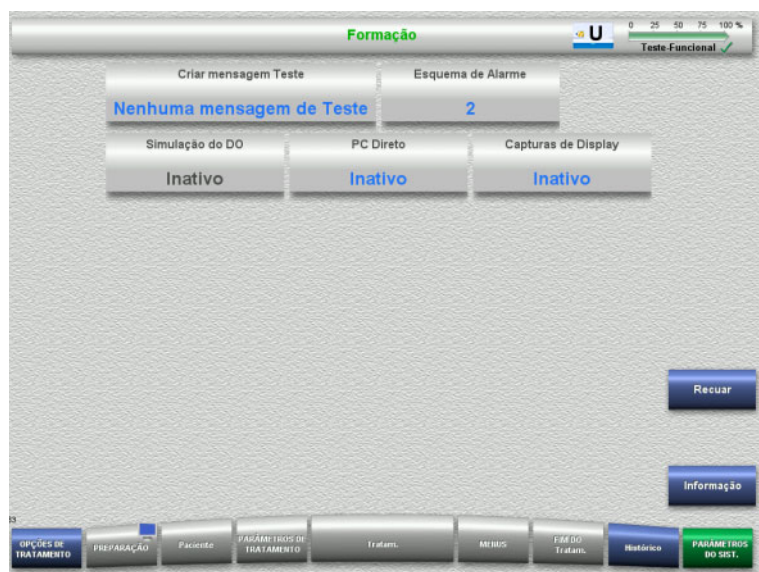 Formação
U
0 25 50 75 100 %
Teste-Funcional
Criar mensagem Teste
Esquema de Alarme
Nenhuma mensagem de Teste
2
Simulação do DO
PC Direto
Capturas de Display
Inativo
Inativo
Inativo
Recuar
Informação
OPÇÕES DE
TRATAMENTO
PREPARAÇÃO
Paciente
PARÂMETROS DE
TRATAMENTO
Tratam.
MENUS
FIM DO
Tratam.
Histórico
PARÂMETROS
DO SIST.